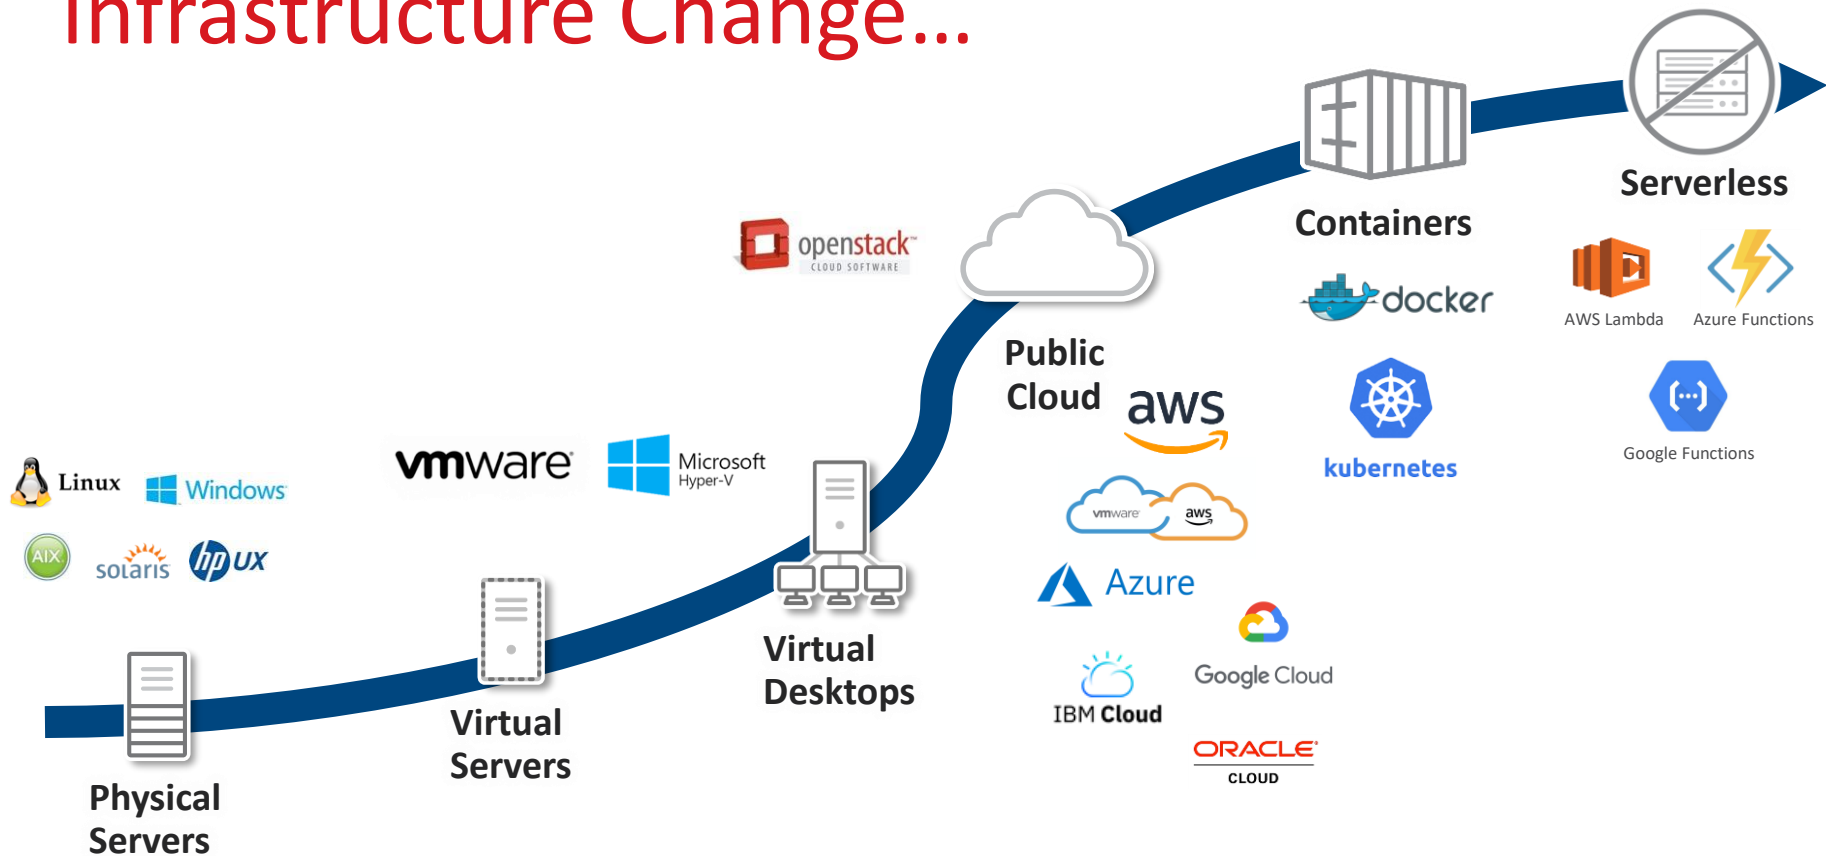 Infrastructure Change...
Serverless
Containers
openstack™
CLOUD SOFTWARE
docker
AWS Lambda
Azure Functions
Public
Cloud
aws
kubernetes
Google Functions
vmware
Microsoft
Hyper-V
Linux
Windows
vmware
aws
AIX
solaris
hp UX
Azure
Virtual
Desktops
Google Cloud
IBM Cloud
Virtual
Servers
ORACLE
CLOUD
Physical
Servers